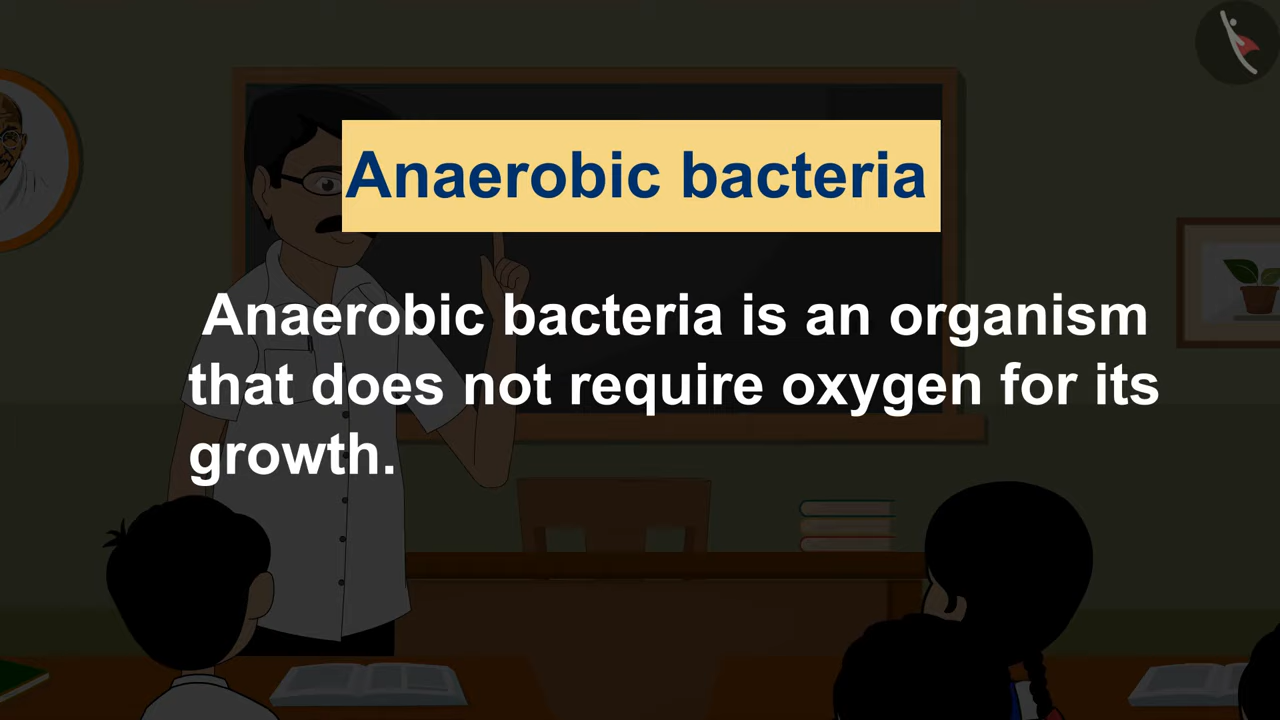 Anaerobic bacteria
Anaerobic bacteria is an organism
that does not require oxygen for its
growth.